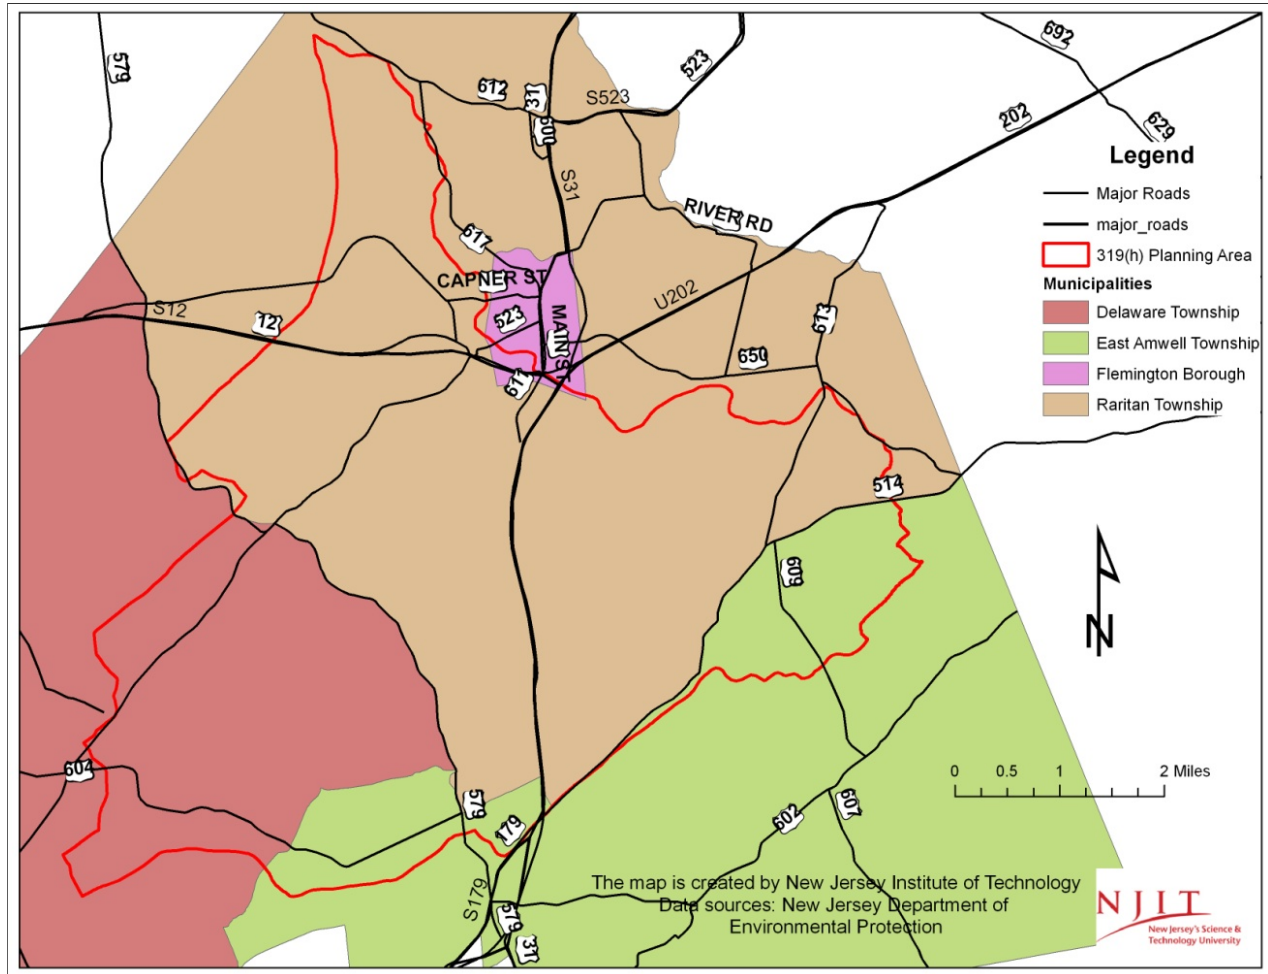 692
579
523
612
31
S523
202
629
600
Legend
S31
Major Roads
RIVER RD
major_roads
617
319(h) Planning Area
CAPNER ST
Municipalities
U202
S12
Delaware Township
12
523
MAIN ST
613
East Amwell Township
650
Flemington Borough
611
Raritan Township
514
609
N
604
0 0.5 1 2 Miles
579
179
602
607
The map is created by New Jersey Institute of Technology
Data sources: New Jersey Department of
Environmental Protection
S179
579
31
NJIT
New Jersey's Science &
Technology University